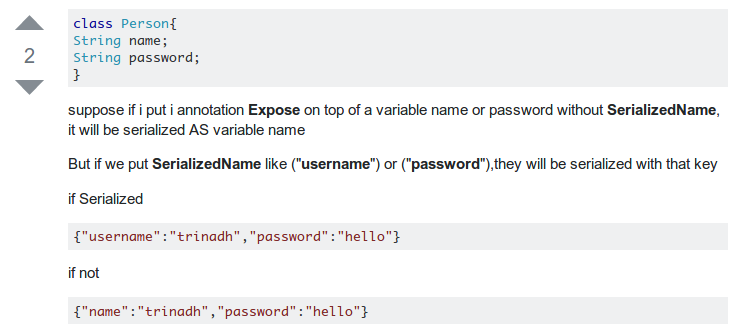 class Person{
2
String name;
String password;
}
suppose if i put i annotation Expose on top of a variable name or password without SerializedName,
it will be serialized AS variable name
But if we put SerializedName like ("username") or ("password"),they will be serialized with that key
if Serialized
{"username":"trinadh","password":"hello"}
if not
{"name":"trinadh","password":"hello"}